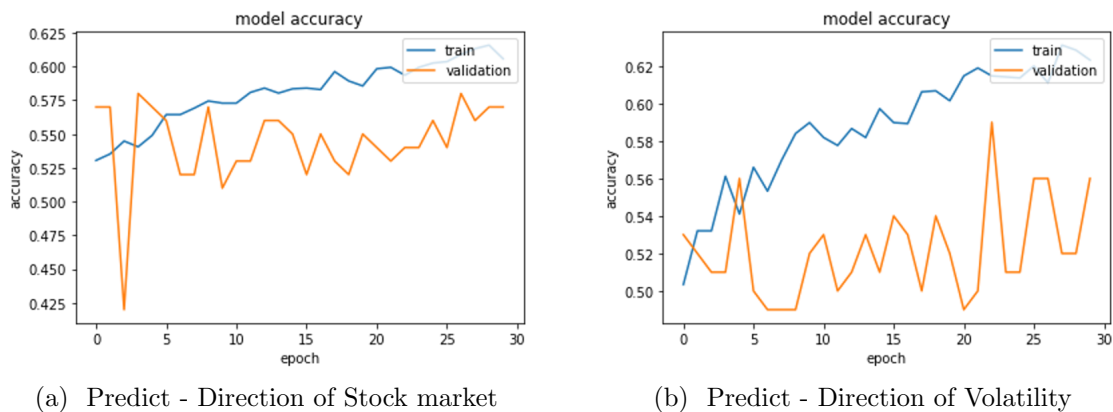 model accuracy
0.625
0.600
0.575
0.550
0.525
0.500
0.475
0.450
0.425
accuracy
train
validation
0 5 10 15 20 25 30
epoch
(a) Predict - Direction of Stock market
model accuracy
0.62
0.60
0.58
0.56
0.54
0.52
0.50
accuracy
train
validation
0 5 10 15 20 25 30
epoch
(b) Predict - Direction of Volatility